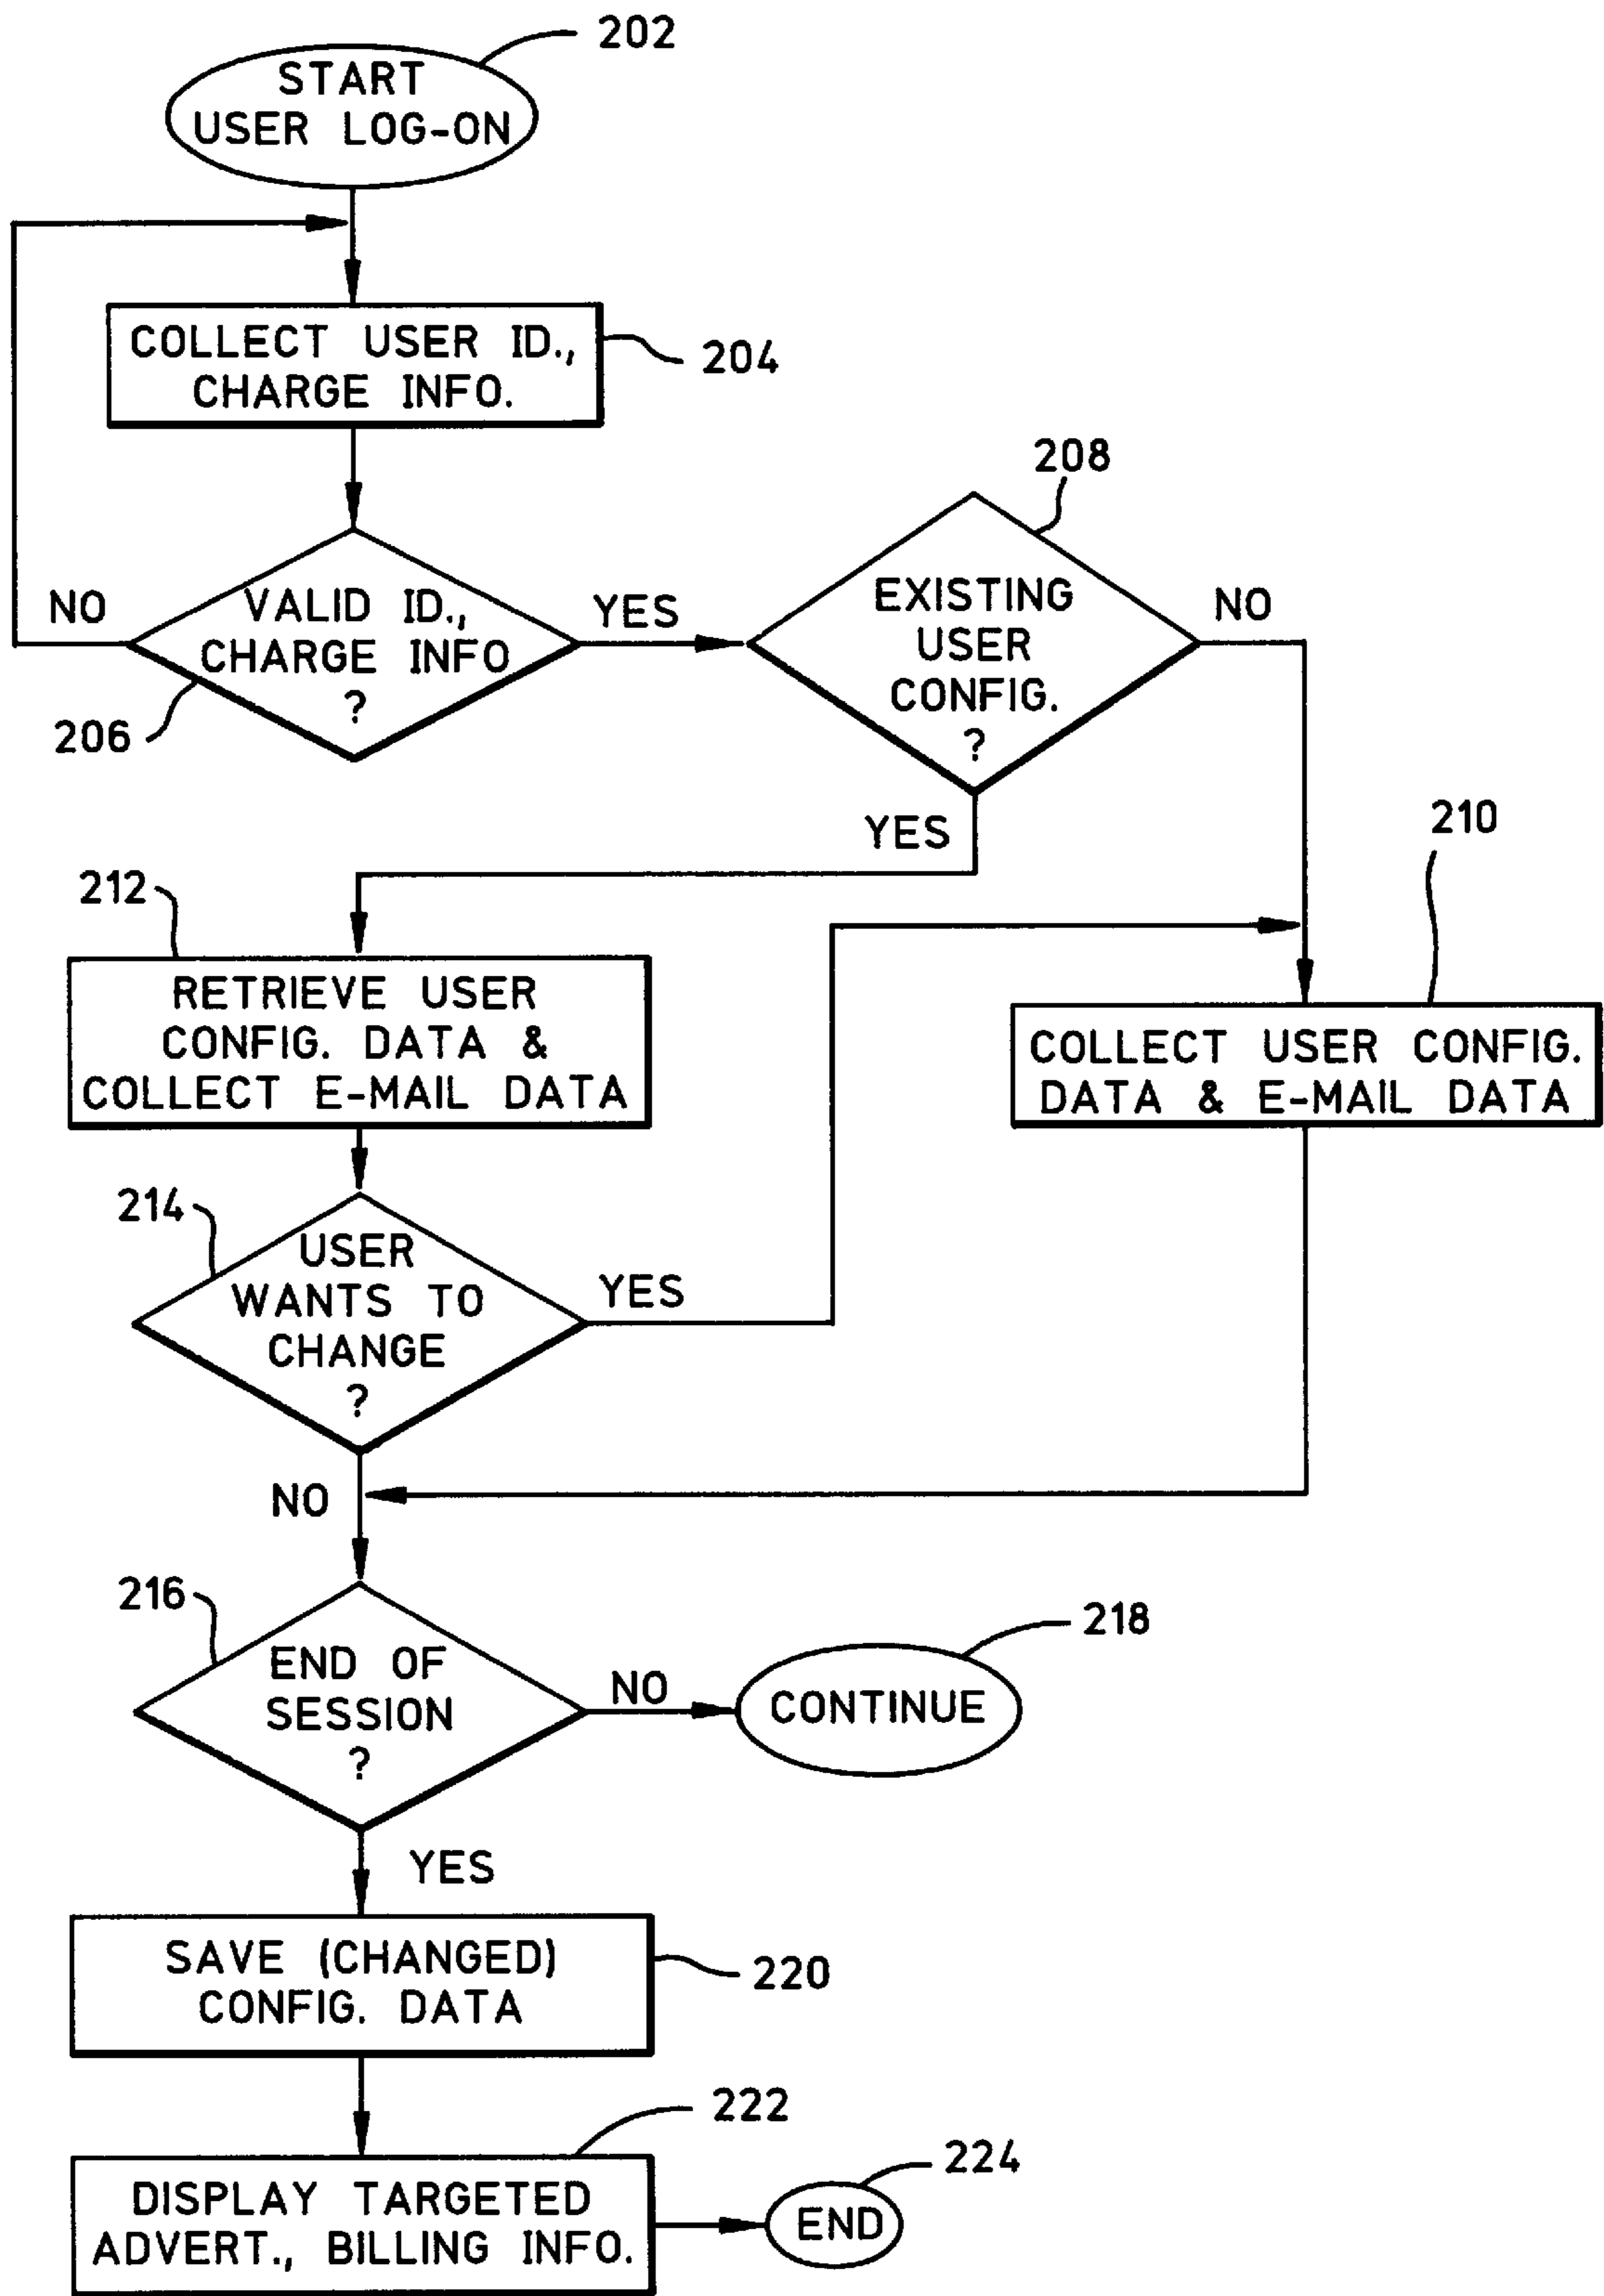 202
START
USER LOG-ON
COLLECT USER ID.,
CHARGE INFO.
204
208
NO
VALID ID.,
CHARGE INFO
?
206
YES
EXISTING
USER
CONFIG.
?
NO
YES
210
212
RETRIEVE USER
CONFIG. DATA &
COLLECT E-MAIL DATA
COLLECT USER CONFIG.
DATA & E-MAIL DATA
214
USER
WANTS TO
CHANGE
?
YES
NO
216
END OF
SESSION
?
NO
218
CONTINUE
YES
SAVE (CHANGED)
CONFIG. DATA
220
222
DISPLAY TARGETED
ADVERT., BILLING INFO.
224
END